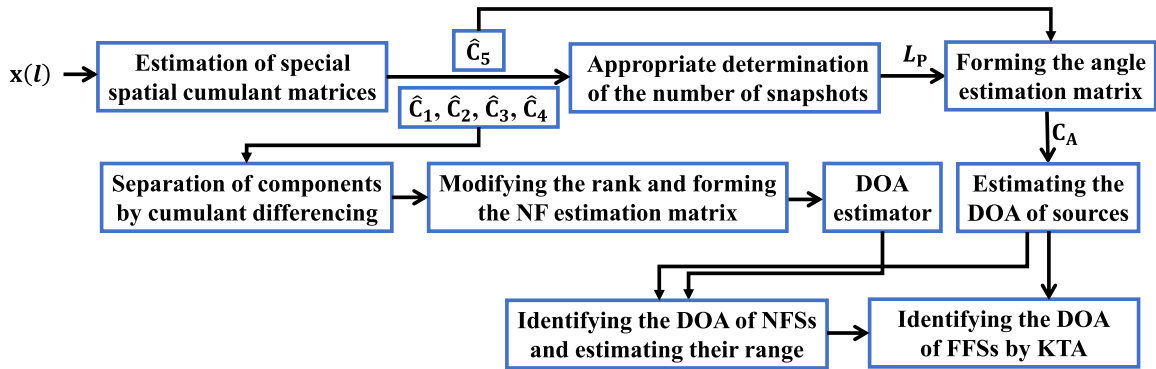 x(l)
Estimation of special
spatial cumulant matrices
Ĉ₅
Ĉ₁, Ĉ₂, Ĉ₃, Ĉ₄
Appropriate determination
of the number of snapshots
L_P
Forming the angle
estimation matrix
C_A
Separation of components
by cumulant differencing
Modifying the rank and forming
the NF estimation matrix
DOA
estimator
Estimating the
DOA of sources
Identifying the DOA of NFSs
and estimating their range
Identifying the DOA
of FFSs by KTA